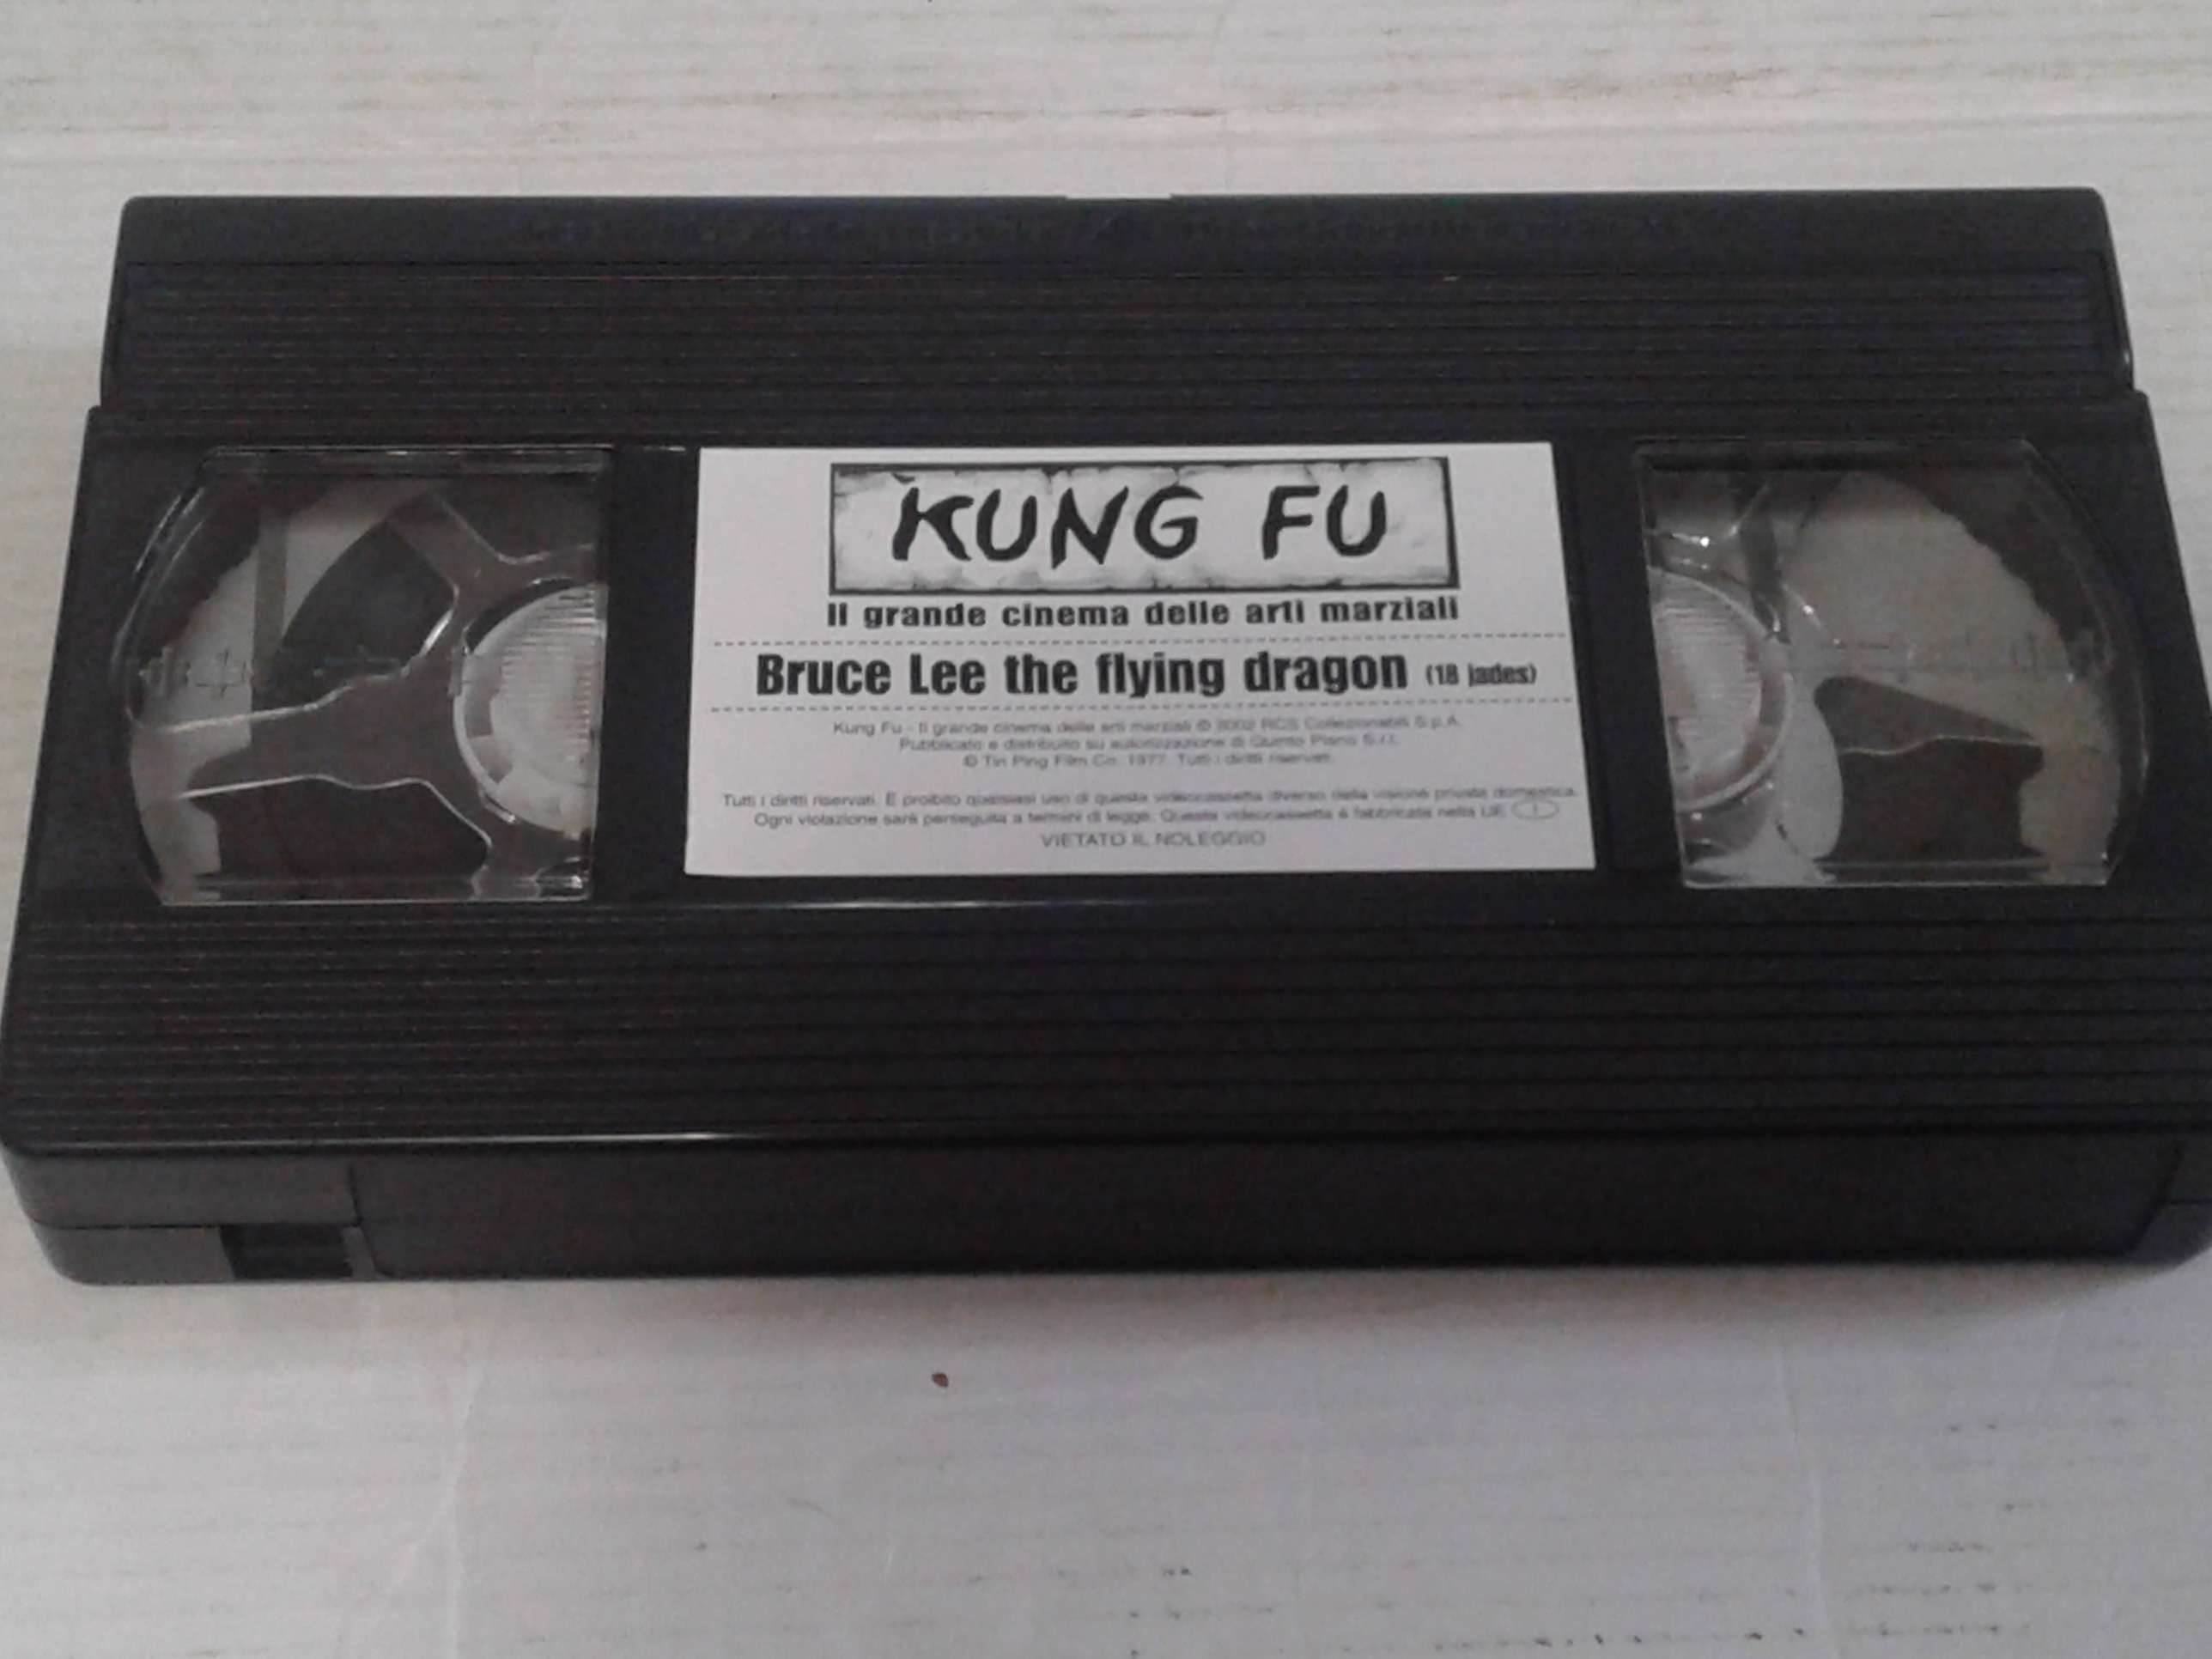 KUNG FU
Il grande cinema delle arti marziali
Bruce Lee the flying dragon (18 jades)
Kung Fu - Il grande cinema delle arti marziali © 2002 RCS Collezionabili S.p.A.
Pubblicato e distribuito su autorizzazione di Quinto Piano S.r.l.
© Tin Ping Film Co. 1977. Tutti i diritti riservati.
Tutti i diritti riservati. È proibito qualsiasi uso di questa videocassetta diverso dalla visione privata domestica.
Ogni violazione sarà perseguita a termini di legge. Questa videocassetta è fabbricata nella UE
VIETATO IL NOLEGGIO